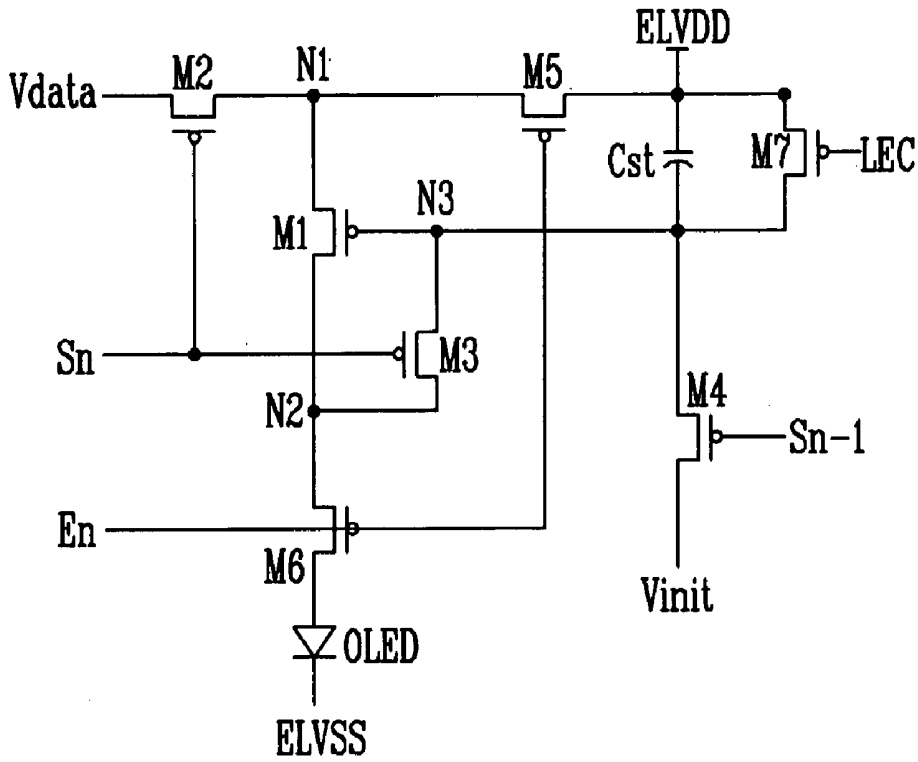 ELVDD
M2
N1
M5
Vdata
Cst
M7
LEC
N3
M1
Sn
M3
N2
M4
Sn-1
En
M6
Vinit
OLED
ELVSS